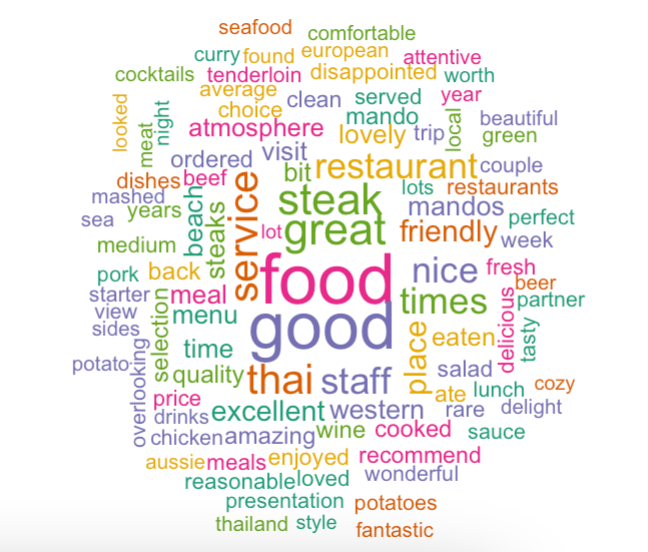 seafood
comfortable
curry found european attentive
cocktails tenderloin disappointed worth
average
looked meat night choice clean served year
atmosphere mando local beautiful
lovely trip green
ordered visit
dishes beef bit restaurant couple
mashed beach steaks service steak lots restaurants
sea years mandos perfect
lot great friendly week
medium
pork back food nice fresh
starter meal times beer
view selection menu good delicious partner
sides tasty
time place eaten
potato overlooking quality thai staff salad
price ate lunch cozy
drinks excellent western rare delight
chicken amazing wine cooked sauce
aussie meals enjoyed recommend
reasonable loved wonderful
presentation potatoes
thailand style fantastic